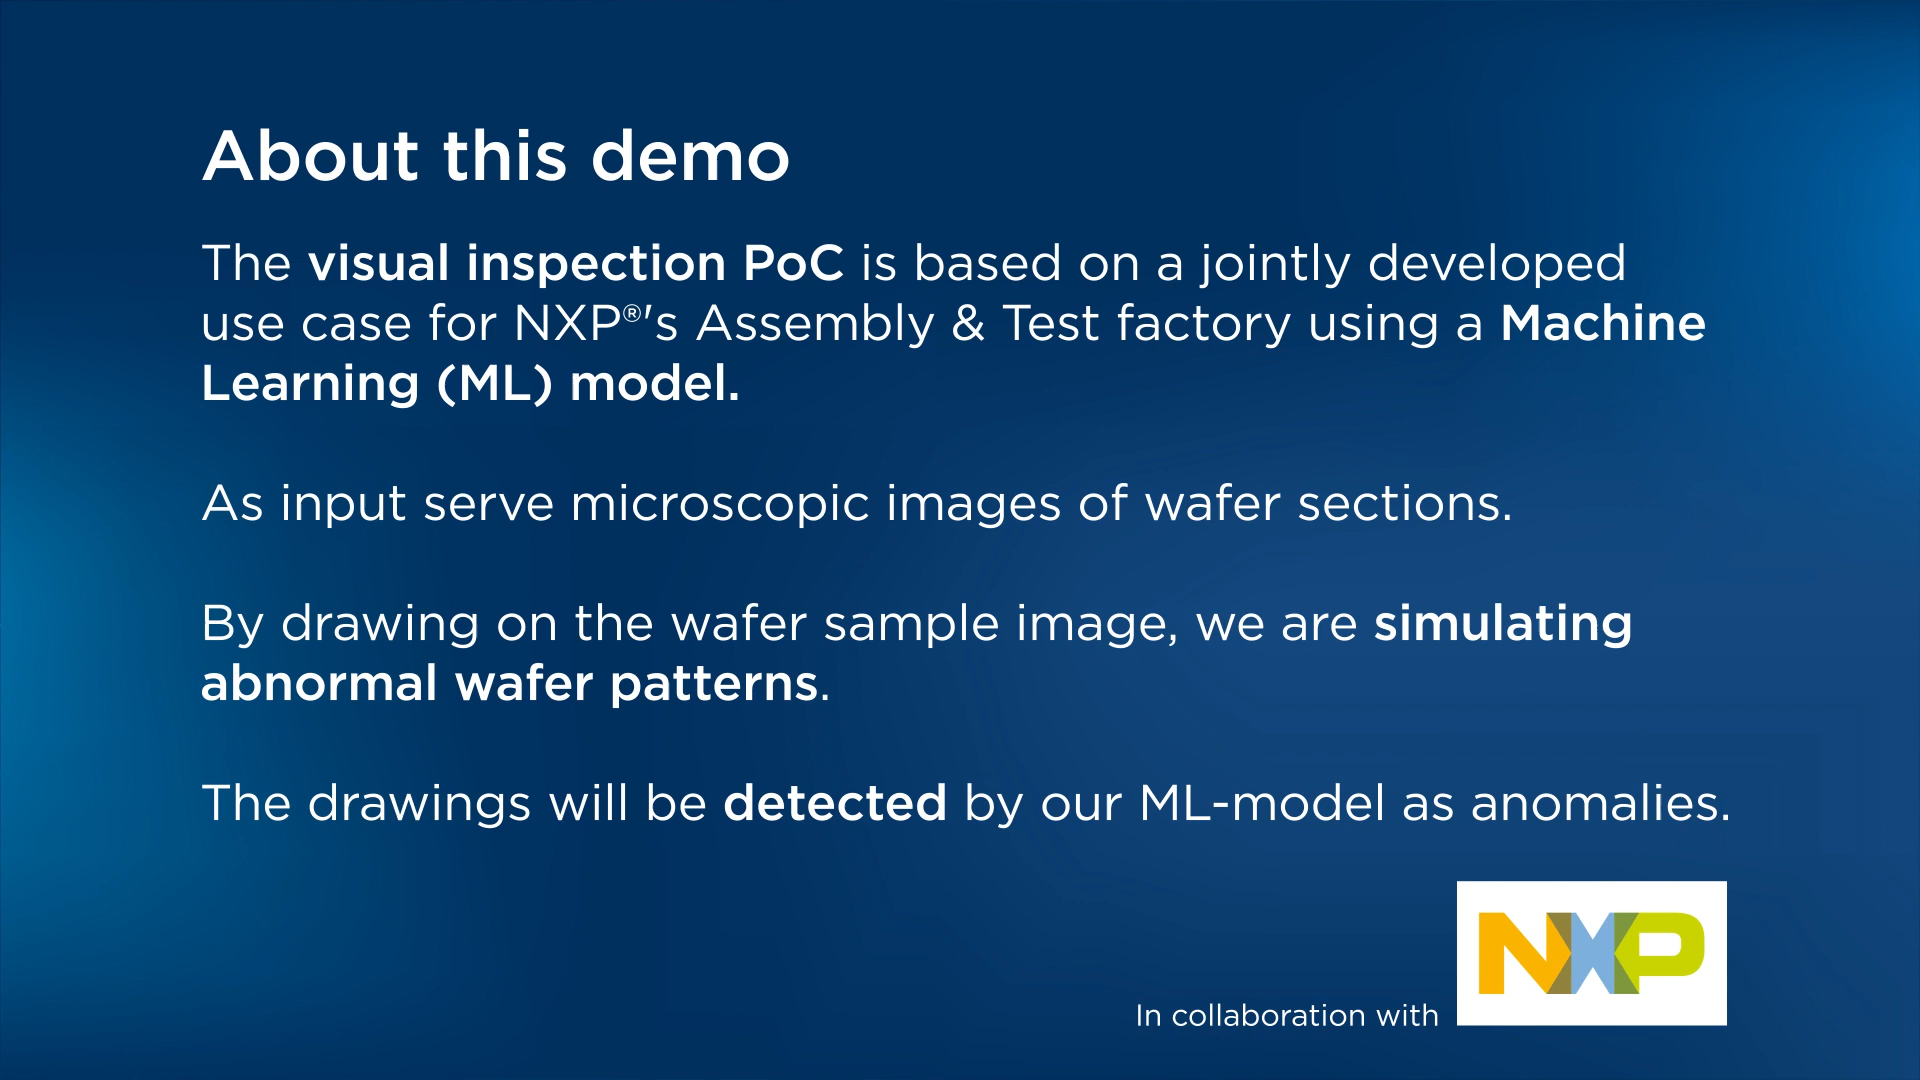 About this demo
The visual inspection PoC is based on a jointly developed
use case for NXP®'s Assembly & Test factory using a Machine
Learning (ML) model.
As input serve microscopic images of wafer sections.
By drawing on the wafer sample image, we are simulating
abnormal wafer patterns.
The drawings will be detected by our ML-model as anomalies.
In collaboration with
NXP